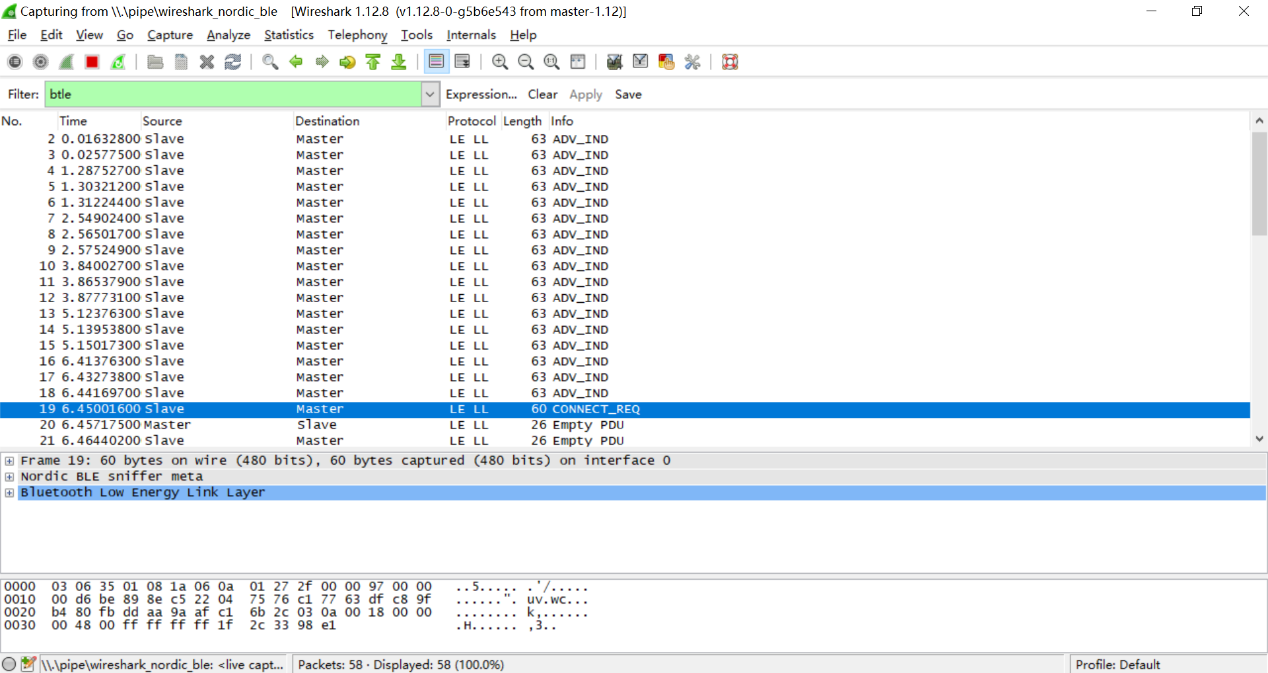 Capturing from \\.\pipe\wireshark_nordic_ble [Wireshark 1.12.8 (v1.12.8-0-g5b6e543 from master-1.12)]
File Edit View Go Capture Analyze Statistics Telephony Tools Internals Help
Filter: btle Expression... Clear Apply Save
No. Time Source Destination Protocol Length Info
2 0.01632800 Slave Master LE LL 63 ADV_IND
3 0.02577500 Slave Master LE LL 63 ADV_IND
4 1.28752700 Slave Master LE LL 63 ADV_IND
5 1.30321200 Slave Master LE LL 63 ADV_IND
6 1.31224400 Slave Master LE LL 63 ADV_IND
7 2.54902400 Slave Master LE LL 63 ADV_IND
8 2.56501700 Slave Master LE LL 63 ADV_IND
9 2.57524900 Slave Master LE LL 63 ADV_IND
10 3.84002700 Slave Master LE LL 63 ADV_IND
11 3.86537900 Slave Master LE LL 63 ADV_IND
12 3.87773100 Slave Master LE LL 63 ADV_IND
13 5.12376300 Slave Master LE LL 63 ADV_IND
14 5.13953800 Slave Master LE LL 63 ADV_IND
15 5.15017300 Slave Master LE LL 63 ADV_IND
16 6.41376300 Slave Master LE LL 63 ADV_IND
17 6.43273800 Slave Master LE LL 63 ADV_IND
18 6.44169700 Slave Master LE LL 63 ADV_IND
19 6.45001600 Slave Master LE LL 60 CONNECT_REQ
20 6.45717500 Master Slave LE LL 26 Empty PDU
21 6.46440200 Slave Master LE LL 26 Empty PDU
Frame 19: 60 bytes on wire (480 bits), 60 bytes captured (480 bits) on interface 0
Nordic BLE sniffer meta
Bluetooth Low Energy Link Layer
0000 03 06 35 01 08 1a 06 0a 01 27 2f 00 00 97 00 00 ..5..... .'/.....
0010 00 d6 be 89 8e c5 22 04 75 76 c1 77 63 df c8 9f ......". uv.wc...
0020 b4 80 fb dd aa 9a af c1 6b 2c 03 0a 00 18 00 00 ........ k,......
0030 00 48 00 ff ff ff ff 1f 2c 33 98 e1 .H...... ,3..
\\.\pipe\wireshark_nordic_ble: <live capt... Packets: 58 · Displayed: 58 (100.0%) Profile: Default